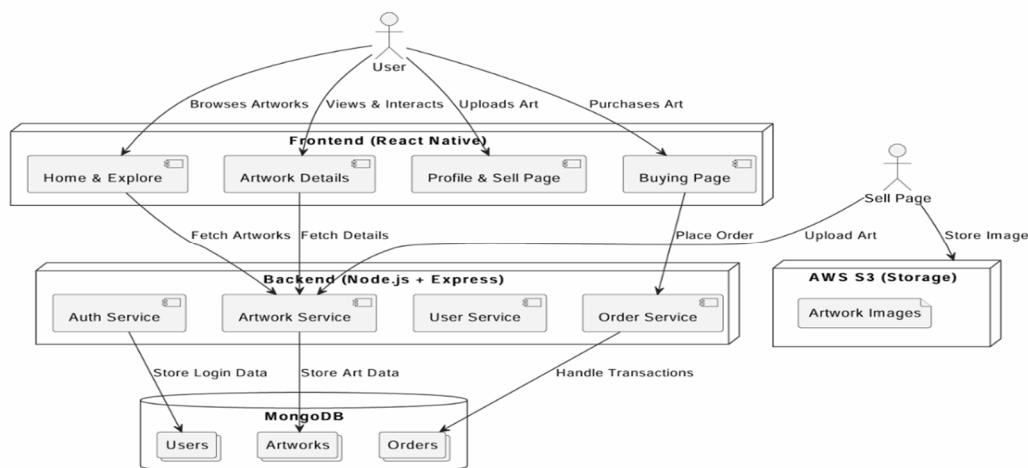 User
Browses Artworks
Views & Interacts
Uploads Art
Purchases Art
Frontend (React Native)
Home & Explore
Artwork Details
Profile & Sell Page
Buying Page
Sell Page
Fetch Artworks
Fetch Details
Place Order
Upload Art
Store Image
Backend (Node.js + Express)
AWS S3 (Storage)
Auth Service
Artwork Service
User Service
Order Service
Artwork Images
Store Login Data
Store Art Data
Handle Transactions
MongoDB
Users
Artworks
Orders